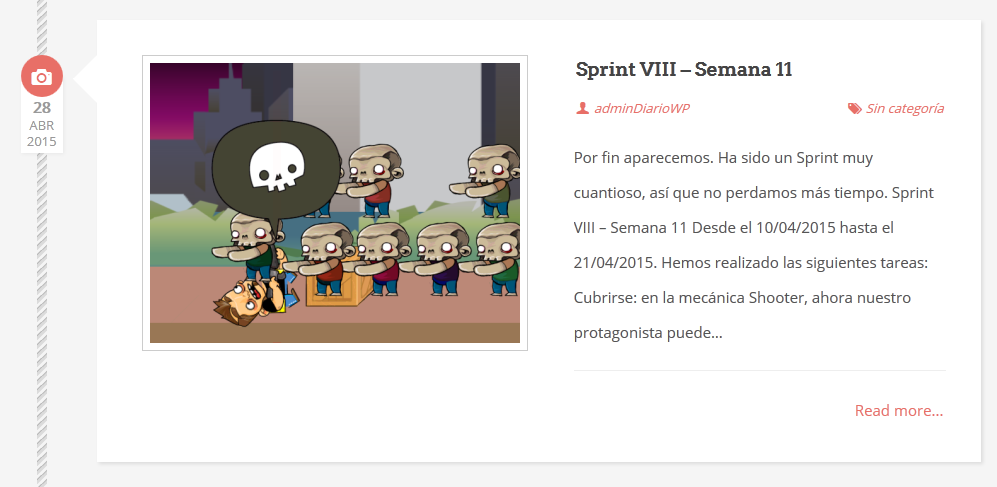 28
ABR
2015
Sprint VIII – Semana 11
adminDiarioWP
Sin categoría
Por fin aparecemos. Ha sido un Sprint muy
cuantioso, así que no perdamos más tiempo. Sprint
VIII – Semana 11 Desde el 10/04/2015 hasta el
21/04/2015. Hemos realizado las siguientes tareas:
Cubrirse: en la mecánica Shooter, ahora nuestro
protagonista puede...
Read more...